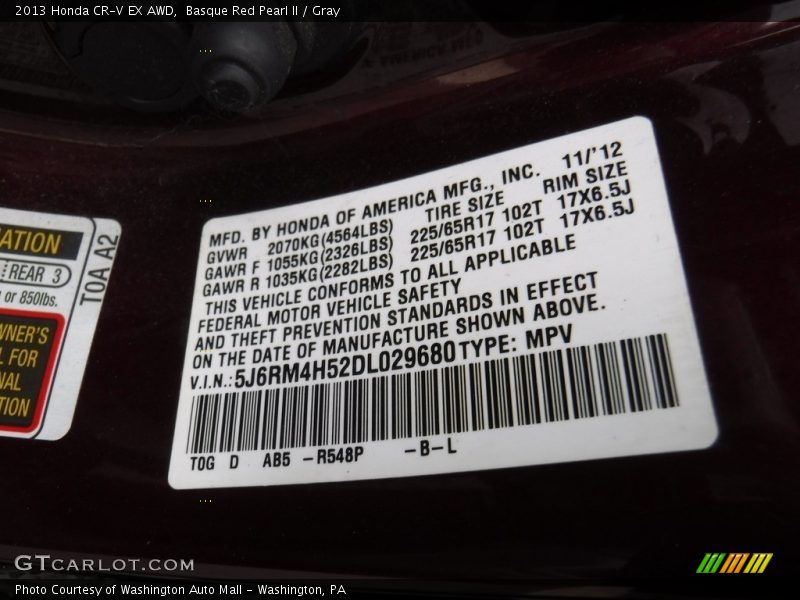 2013 Honda CR-V EX AWD, Basque Red Pearl II / Gray
MFD. BY HONDA OF AMERICA MFG., INC. 11/'12
GVWR 2070KG(4564LBS) TIRE SIZE RIM SIZE
GAWR F 1055KG(2326LBS) 225/65R17 102T 17X6.5J
GAWR R 1035KG(2282LBS) 225/65R17 102T 17X6.5J
THIS VEHICLE CONFORMS TO ALL APPLICABLE
FEDERAL MOTOR VEHICLE SAFETY
AND THEFT PREVENTION STANDARDS IN EFFECT
ON THE DATE OF MANUFACTURE SHOWN ABOVE.
V.I.N.:5J6RM4H52DL029680 TYPE: MPV
T0G D AB5 -R548P -B-L
ATION
REAR 3
or 850lbs.
WNER'S
L FOR
NAL
TION
T0A A2
GTCARLOT.COM
Photo Courtesy of Washington Auto Mall - Washington, PA